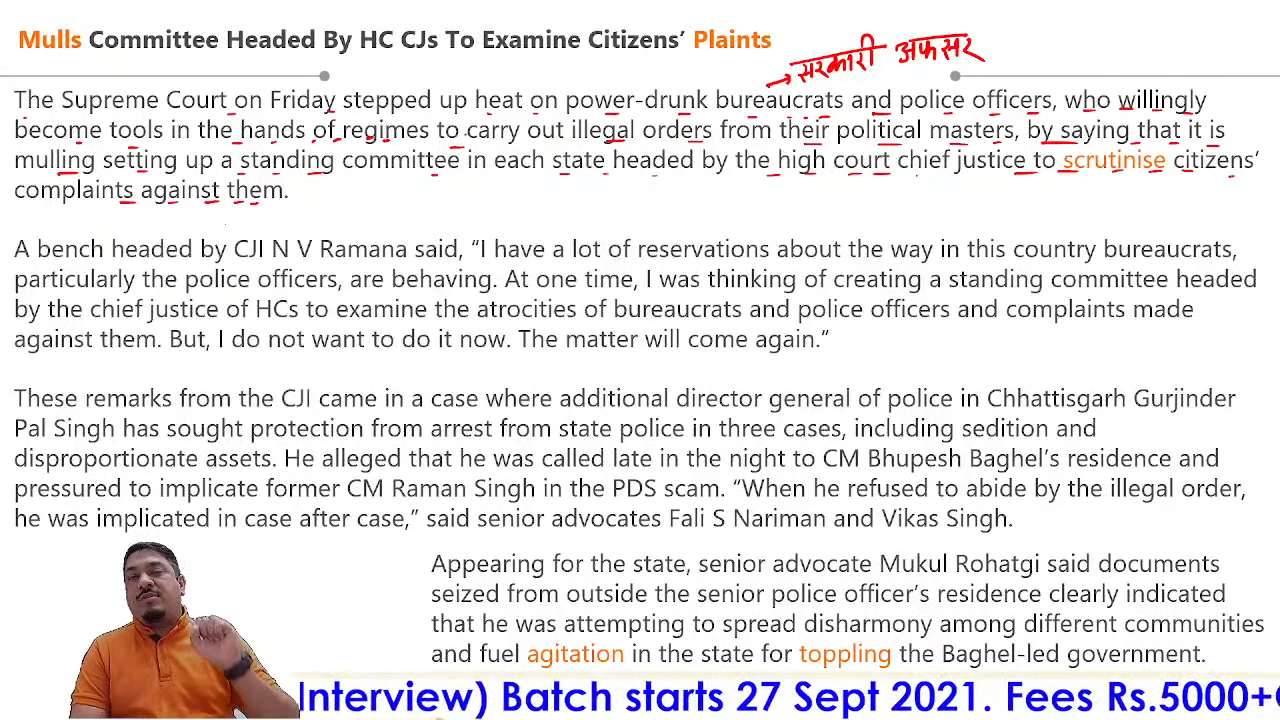 Mulls Committee Headed By HC CJs To Examine Citizens’ Plaints
सरकारी अफसर
The Supreme Court on Friday stepped up heat on power-drunk bureaucrats and police officers, who willingly
become tools in the hands of regimes to carry out illegal orders from their political masters, by saying that it is
mulling setting up a standing committee in each state headed by the high court chief justice to scrutinise citizens’
complaints against them.
A bench headed by CJI N V Ramana said, “I have a lot of reservations about the way in this country bureaucrats,
particularly the police officers, are behaving. At one time, I was thinking of creating a standing committee headed
by the chief justice of HCs to examine the atrocities of bureaucrats and police officers and complaints made
against them. But, I do not want to do it now. The matter will come again.”
These remarks from the CJI came in a case where additional director general of police in Chhattisgarh Gurjinder
Pal Singh has sought protection from arrest from state police in three cases, including sedition and
disproportionate assets. He alleged that he was called late in the night to CM Bhupesh Baghel’s residence and
pressured to implicate former CM Raman Singh in the PDS scam. “When he refused to abide by the illegal order,
he was implicated in case after case,” said senior advocates Fali S Nariman and Vikas Singh.
Appearing for the state, senior advocate Mukul Rohatgi said documents
seized from outside the senior police officer’s residence clearly indicated
that he was attempting to spread disharmony among different communities
and fuel agitation in the state for toppling the Baghel-led government.
Interview) Batch starts 27 Sept 2021. Fees Rs.5000+